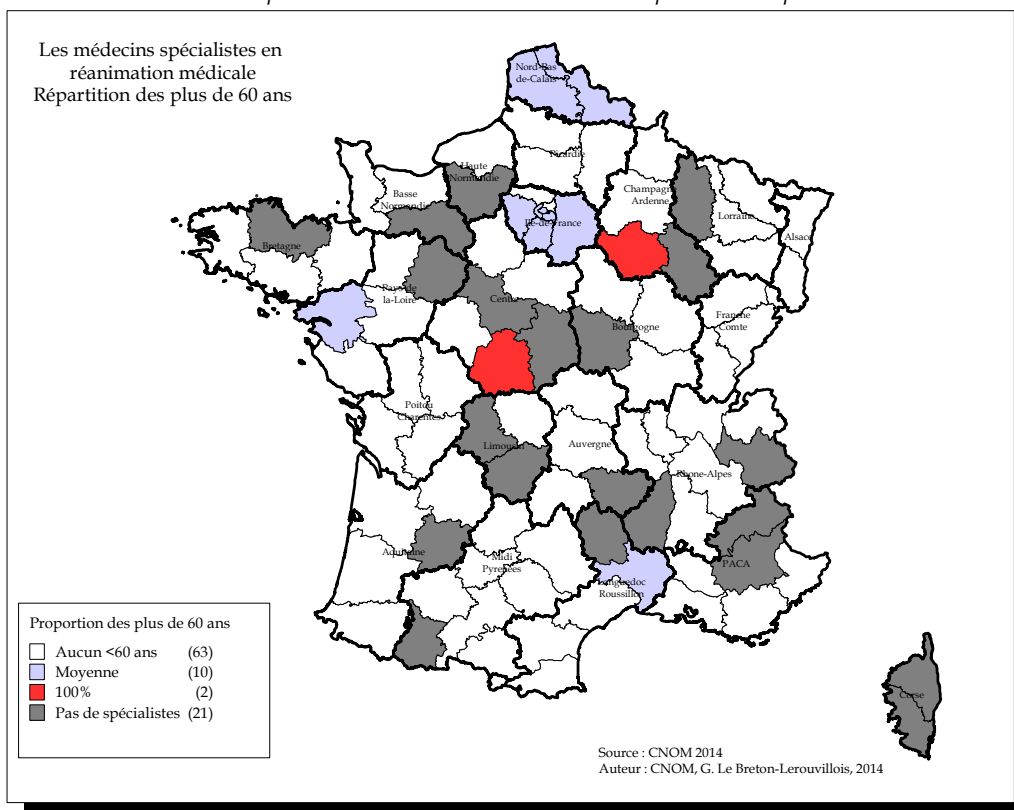 Les médecins spécialistes en
réanimation médicale
Répartition des plus de 60 ans
Nord-Pas
de-Calais
Picardie
Haute
Normandie
Basse
Normandie
Champagne
Ardenne
Lorraine
Alsace
Ile-de-France
Bretagne
Pays de
la-Loire
Centre
Bourgogne
Franche
Comte
Poitou
Charentes
Limousin
Auvergne
Rhone-Alpes
Aquitaine
Midi
Pyrenées
Languedoc
Roussillon
PACA
Corse
Proportion des plus de 60 ans
Aucun <60 ans (63)
Moyenne (10)
100% (2)
Pas de spécialistes (21)
Source : CNOM 2014
Auteur : CNOM, G. Le Breton-Lerouvillois, 2014